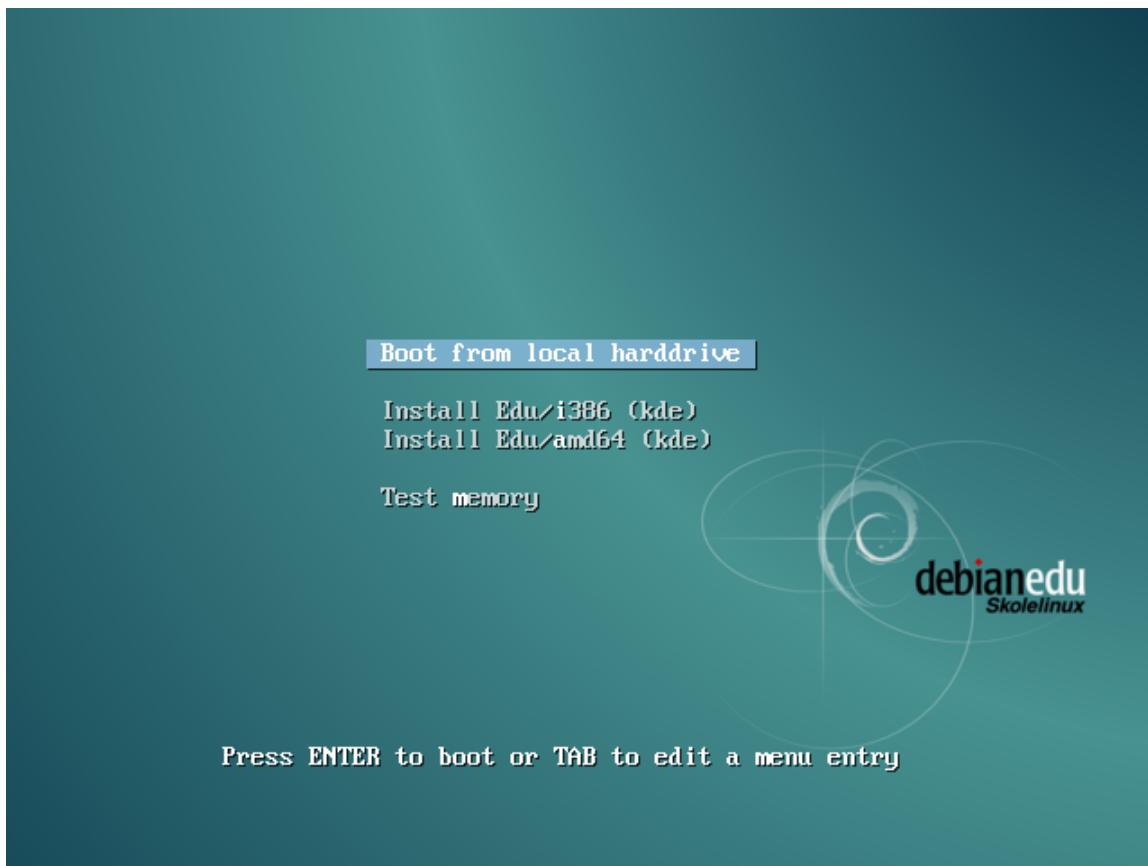 Boot from local harddrive
Install Edu/i386 (kde)
Install Edu/amd64 (kde)
Test memory
debianedu
Skolelinux
Press ENTER to boot or TAB to edit a menu entry